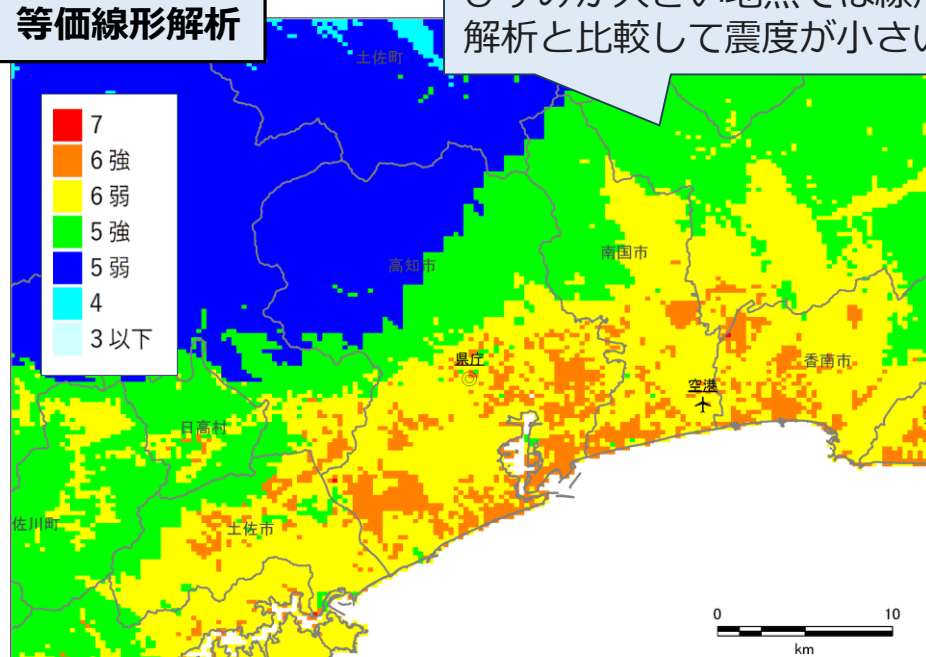 等価線形解析
解析と比較して震度が小さい
土佐町
7
6強
6弱
5強
5弱
4
3以下
高知市
南国市
県庁
空港
香南市
日高村
佐川町
土佐市
0 10
km